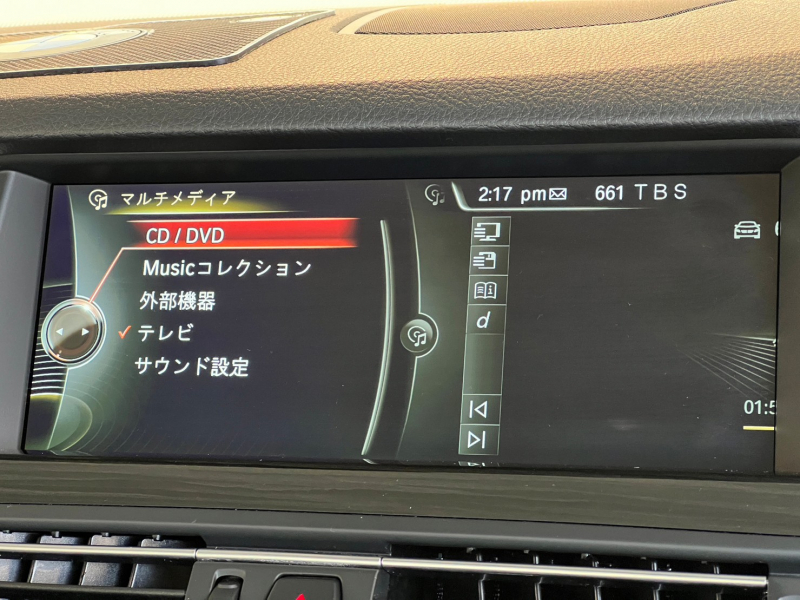 マルチメディア
2:17 pm 661 TBS
CD / DVD
Musicコレクション
外部機器
テレビ
サウンド設定
d